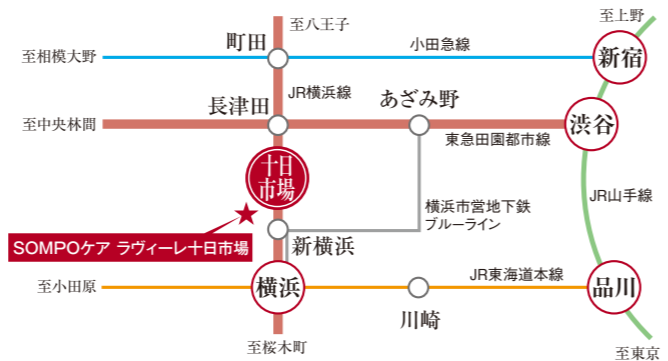 至八王子
至上野
町田
小田急線
至相模大野
新宿
JR横浜線
長津田
あざみ野
至中央林間
東急田園都市線
渋谷
十日
市場
JR山手線
横浜市営地下鉄
ブルーライン
SOMPOケア ラヴィーレ十日市場
新横浜
至小田原
横浜
JR東海道本線
品川
川崎
至桜木町
至東京